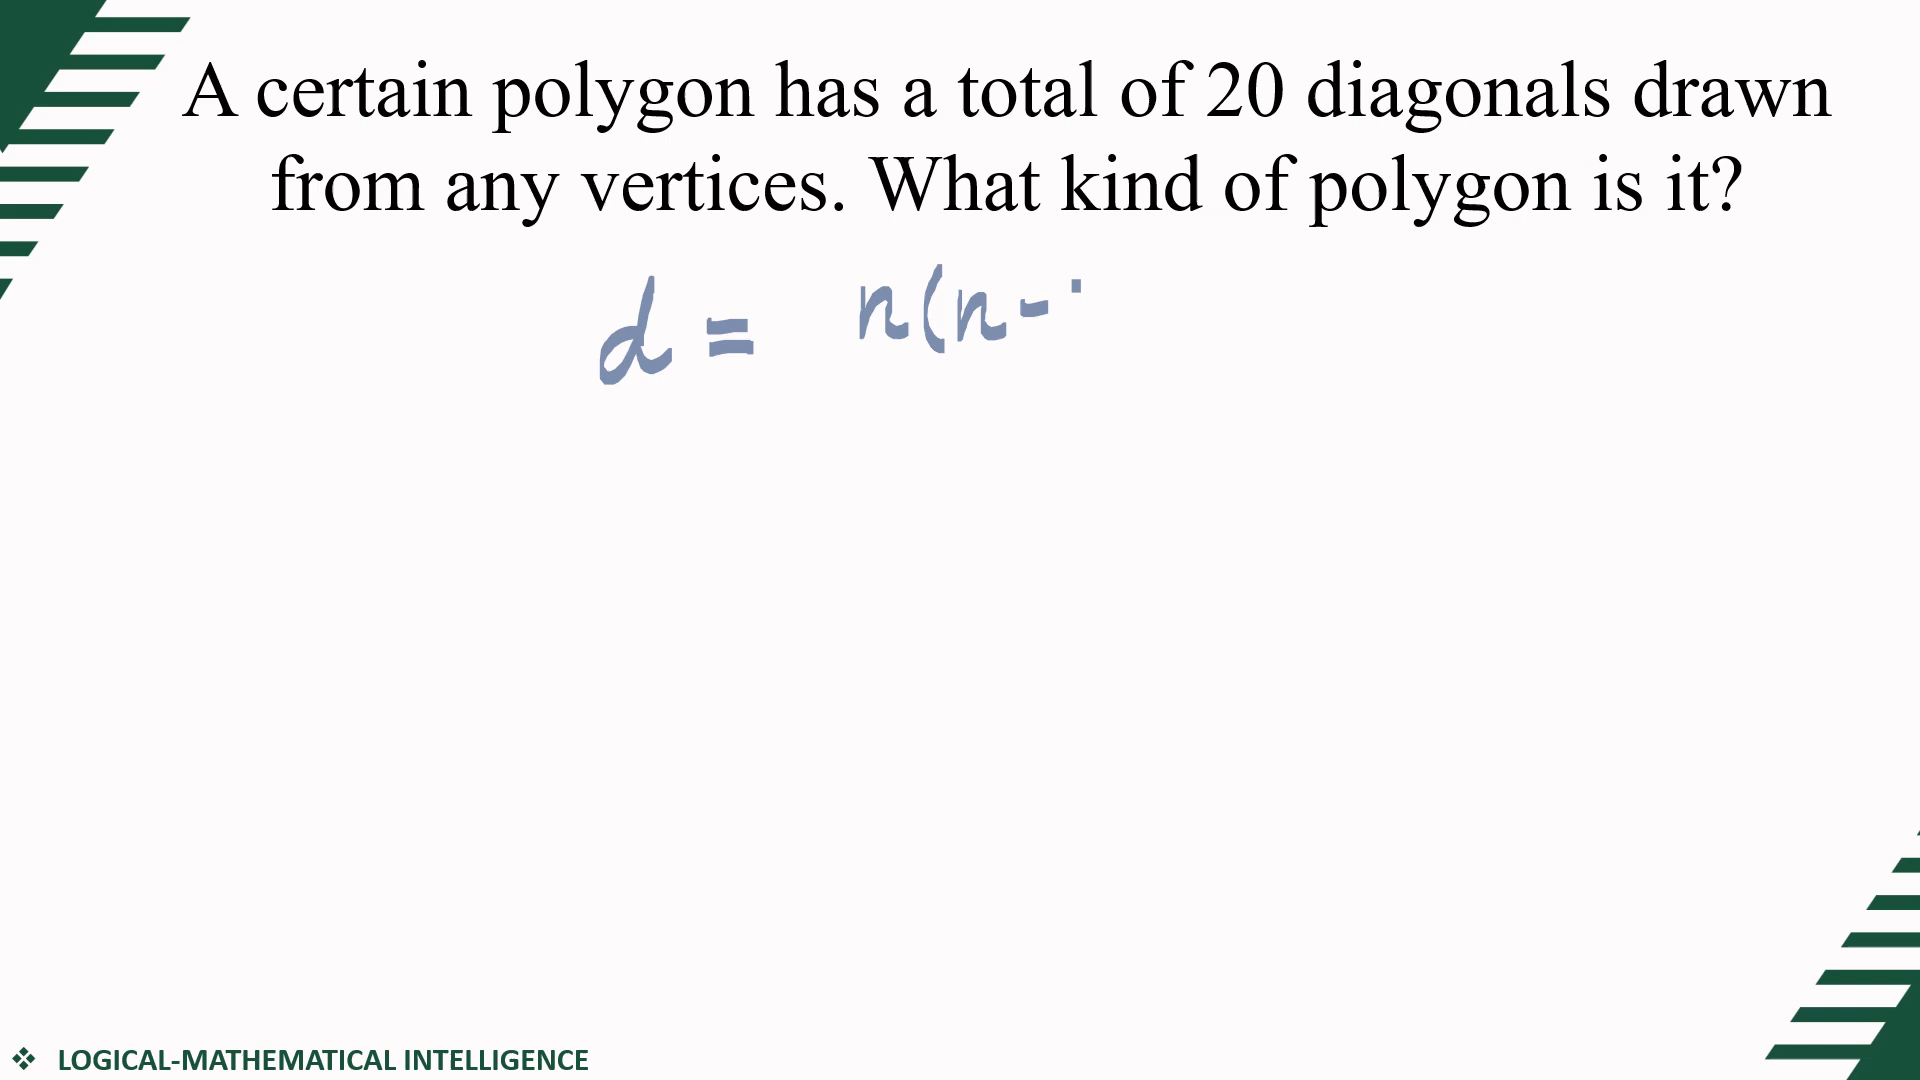 A certain polygon has a total of 20 diagonals drawn
from any vertices. What kind of polygon is it?
d = n(n-
❖ LOGICAL-MATHEMATICAL INTELLIGENCE